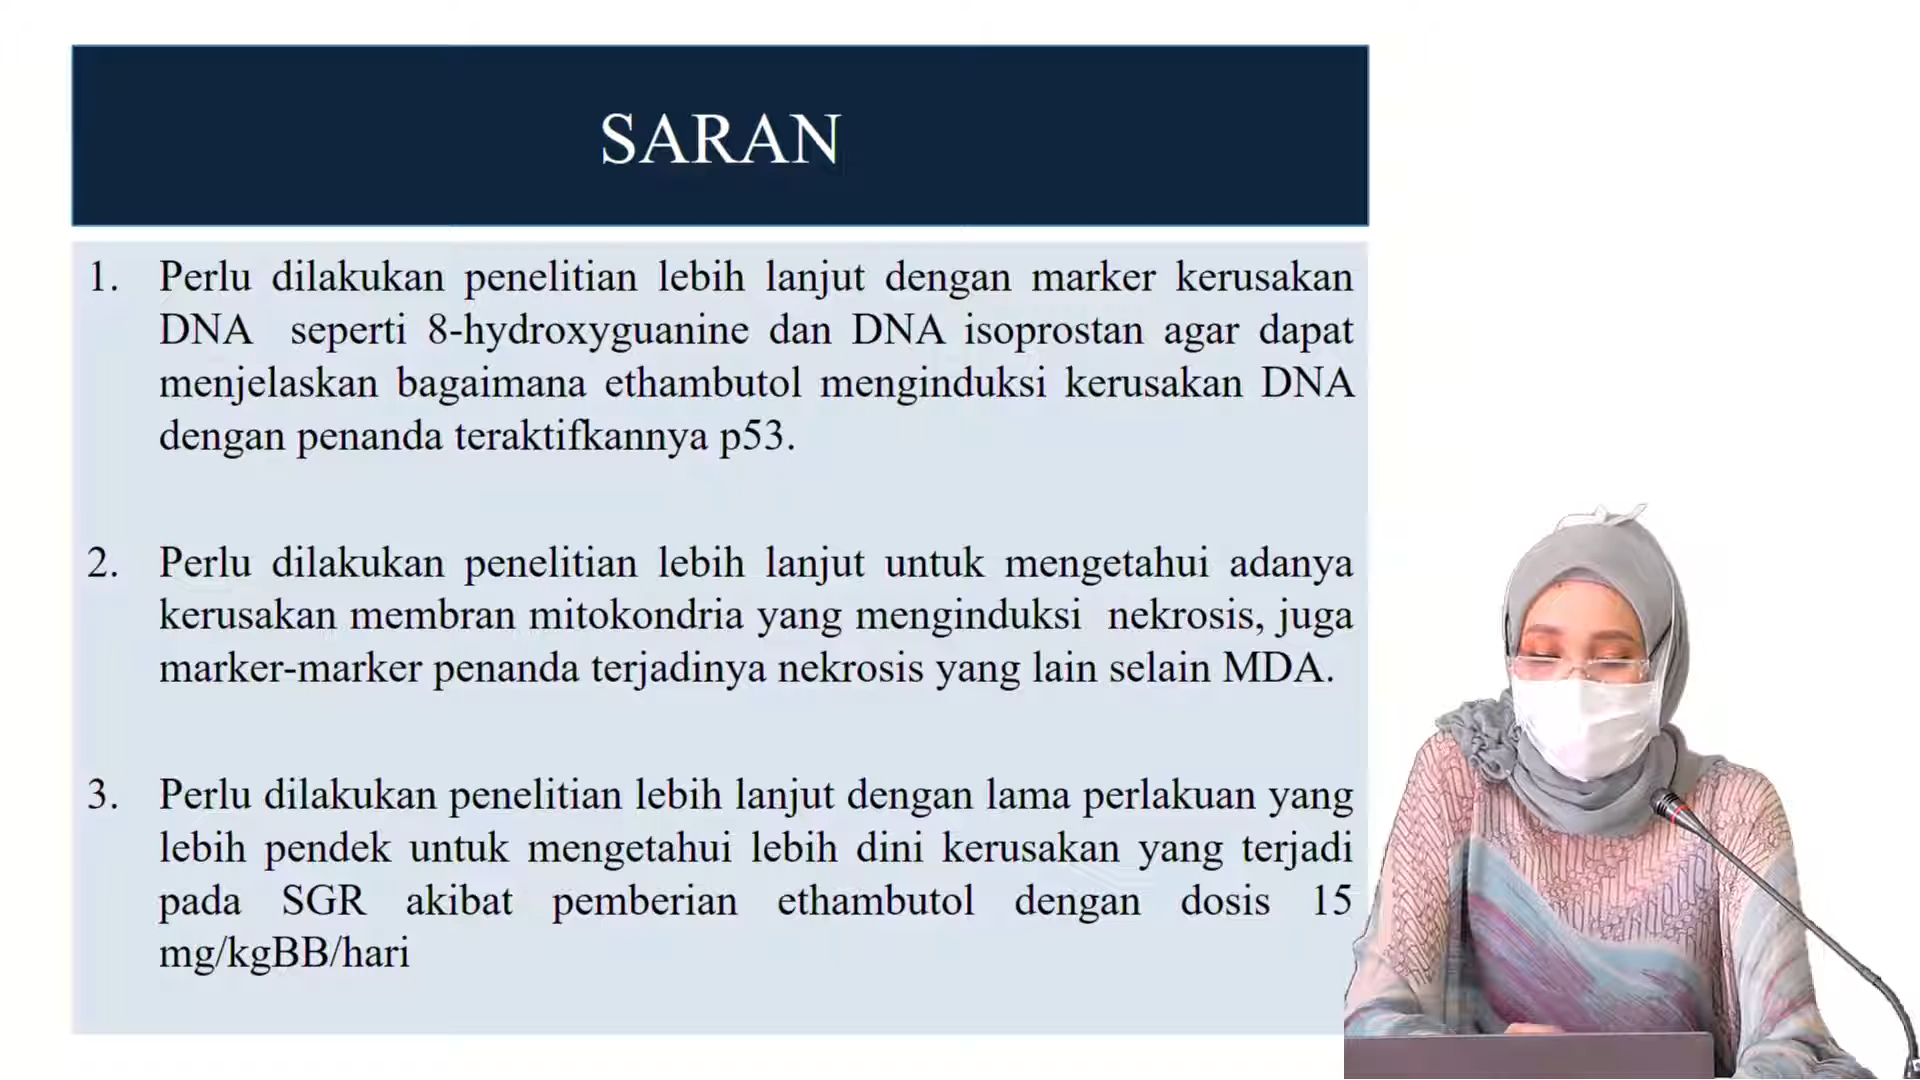 SARAN
1. Perlu dilakukan penelitian lebih lanjut dengan marker kerusakan
DNA seperti 8-hydroxyguanine dan DNA isoprostan agar dapat
menjelaskan bagaimana ethambutol menginduksi kerusakan DNA
dengan penanda teraktifkannya p53.
2. Perlu dilakukan penelitian lebih lanjut untuk mengetahui adanya
kerusakan membran mitokondria yang menginduksi nekrosis, juga
marker-marker penanda terjadinya nekrosis yang lain selain MDA.
3. Perlu dilakukan penelitian lebih lanjut dengan lama perlakuan yang
lebih pendek untuk mengetahui lebih dini kerusakan yang terjadi
pada SGR akibat pemberian ethambutol dengan dosis 15
mg/kgBB/hari